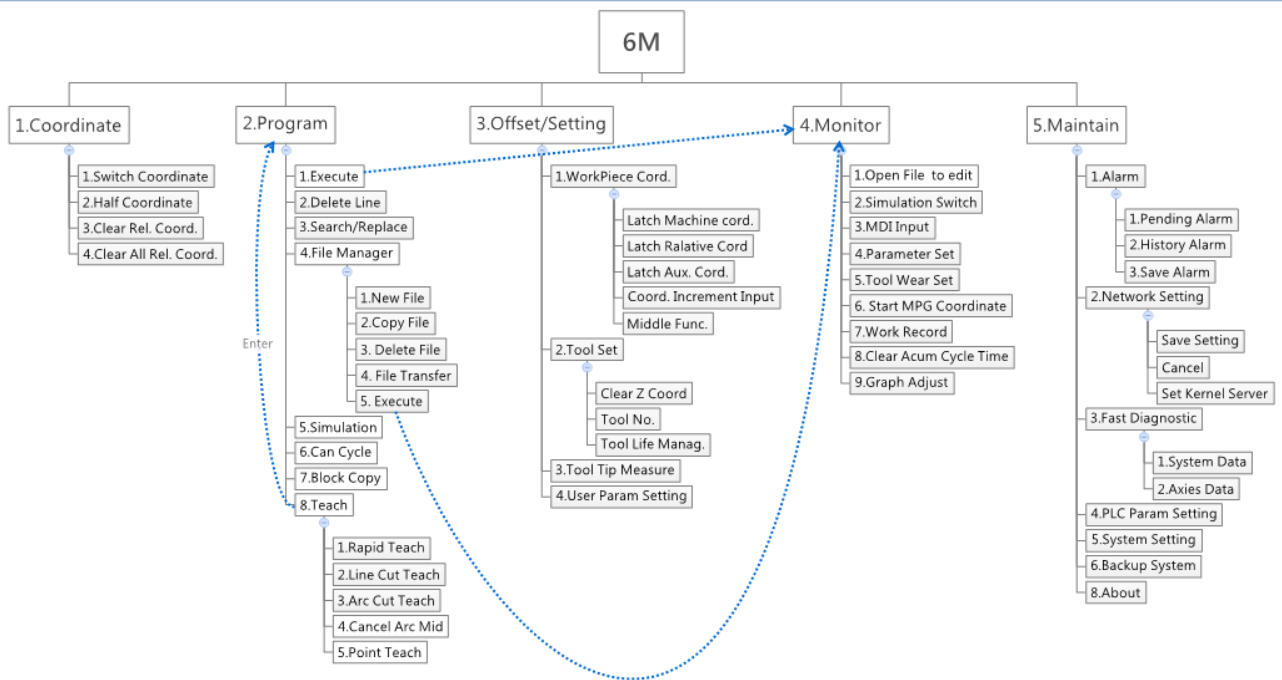 6M
1.Coordinate
1.Switch Coordinate
2.Half Coordinate
3.Clear Rel. Coord.
4.Clear All Rel. Coord.
2.Program
1.Execute
2.Delete Line
3.Search/Replace
4.File Manager
1.New File
2.Copy File
3. Delete File
4. File Transfer
5. Execute
5.Simulation
6.Can Cycle
7.Block Copy
8.Teach
1.Rapid Teach
2.Line Cut Teach
3.Arc Cut Teach
4.Cancel Arc Mid
5.Point Teach
Enter
3.Offset/Setting
1.WorkPiece Cord.
Latch Machine cord.
Latch Ralative Cord
Latch Aux. Cord.
Coord. Increment Input
Middle Func.
2.Tool Set
Clear Z Coord
Tool No.
Tool Life Manag.
3.Tool Tip Measure
4.User Param Setting
4.Monitor
1.Open File to edit
2.Simulation Switch
3.MDI Input
4.Parameter Set
5.Tool Wear Set
6. Start MPG Coordinate
7.Work Record
8.Clear Acum Cycle Time
9.Graph Adjust
5.Maintain
1.Alarm
1.Pending Alarm
2.History Alarm
3.Save Alarm
2.Network Setting
Save Setting
Cancel
Set Kernel Server
3.Fast Diagnostic
1.System Data
2.Axies Data
4.PLC Param Setting
5.System Setting
6.Backup System
8.About